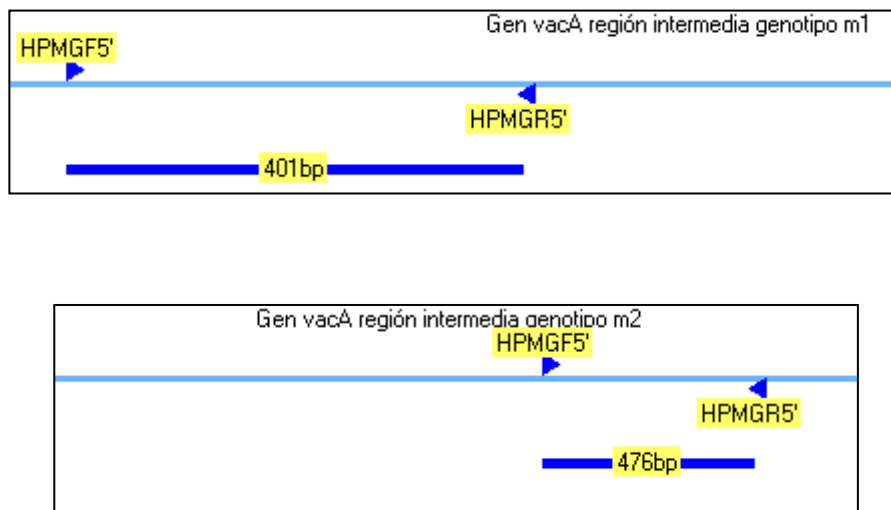 Gen vacA región intermedia genotipo m1
HPMGF5'
HPMGR5'
401bp
Gen vacA región intermedia genotipo m2
HPMGF5'
HPMGR5'
476bp